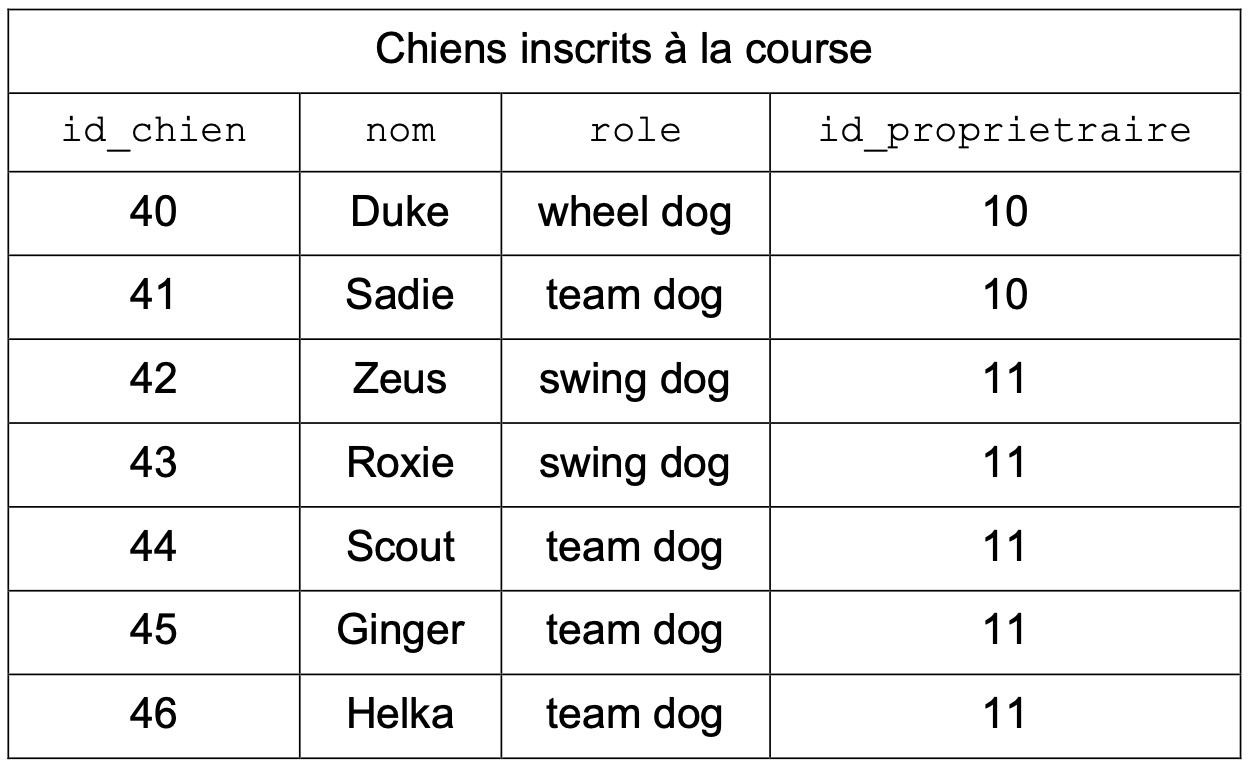 Chiens inscrits à la course
id_chien nom role id_proprietraire
40 Duke wheel dog 10
41 Sadie team dog 10
42 Zeus swing dog 11
43 Roxie swing dog 11
44 Scout team dog 11
45 Ginger team dog 11
46 Helka team dog 11